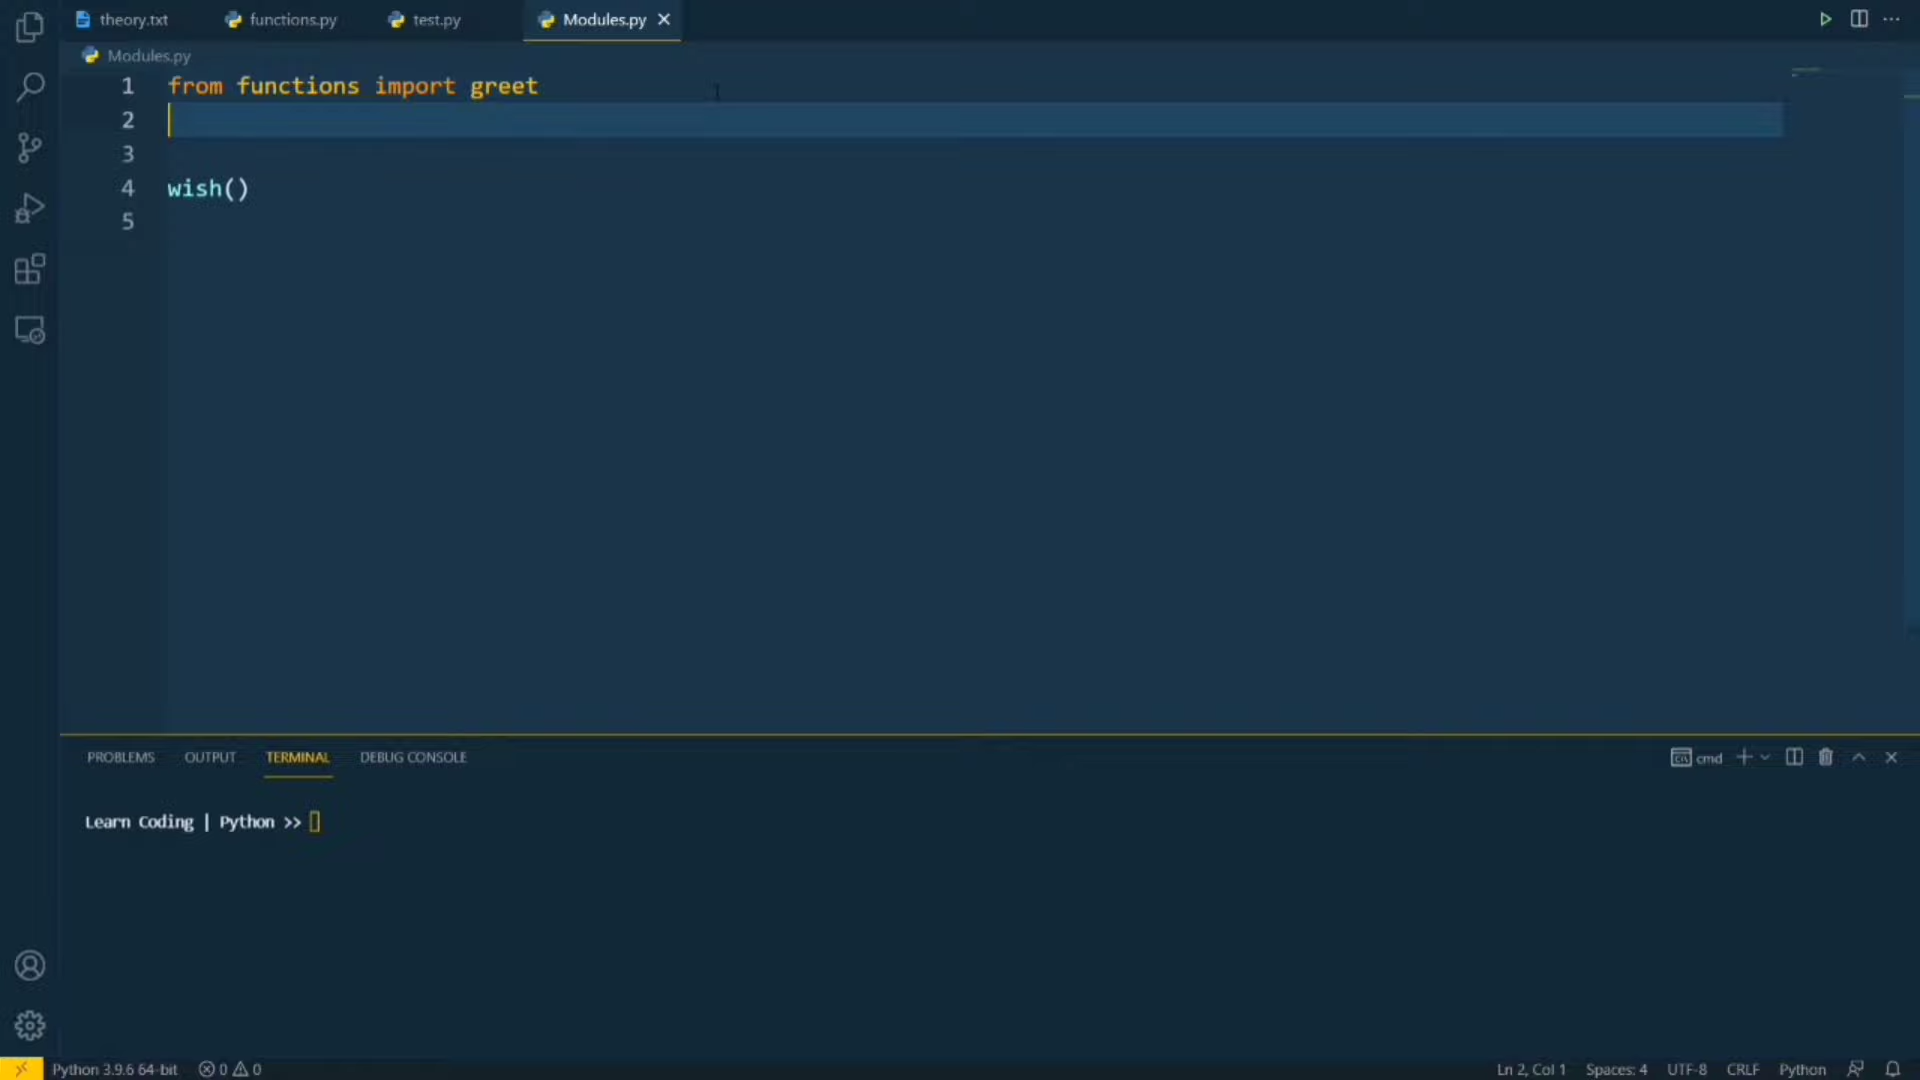 theory.txt functions.py test.py Modules.py
Modules.py
1 from functions import greet
2
3
4 wish()
5
PROBLEMS OUTPUT TERMINAL DEBUG CONSOLE cmd
Learn Coding | Python >>
Python 3.9.6 64-bit 0 0 Ln 2, Col 1 Spaces: 4 UTF-8 CRLF Python